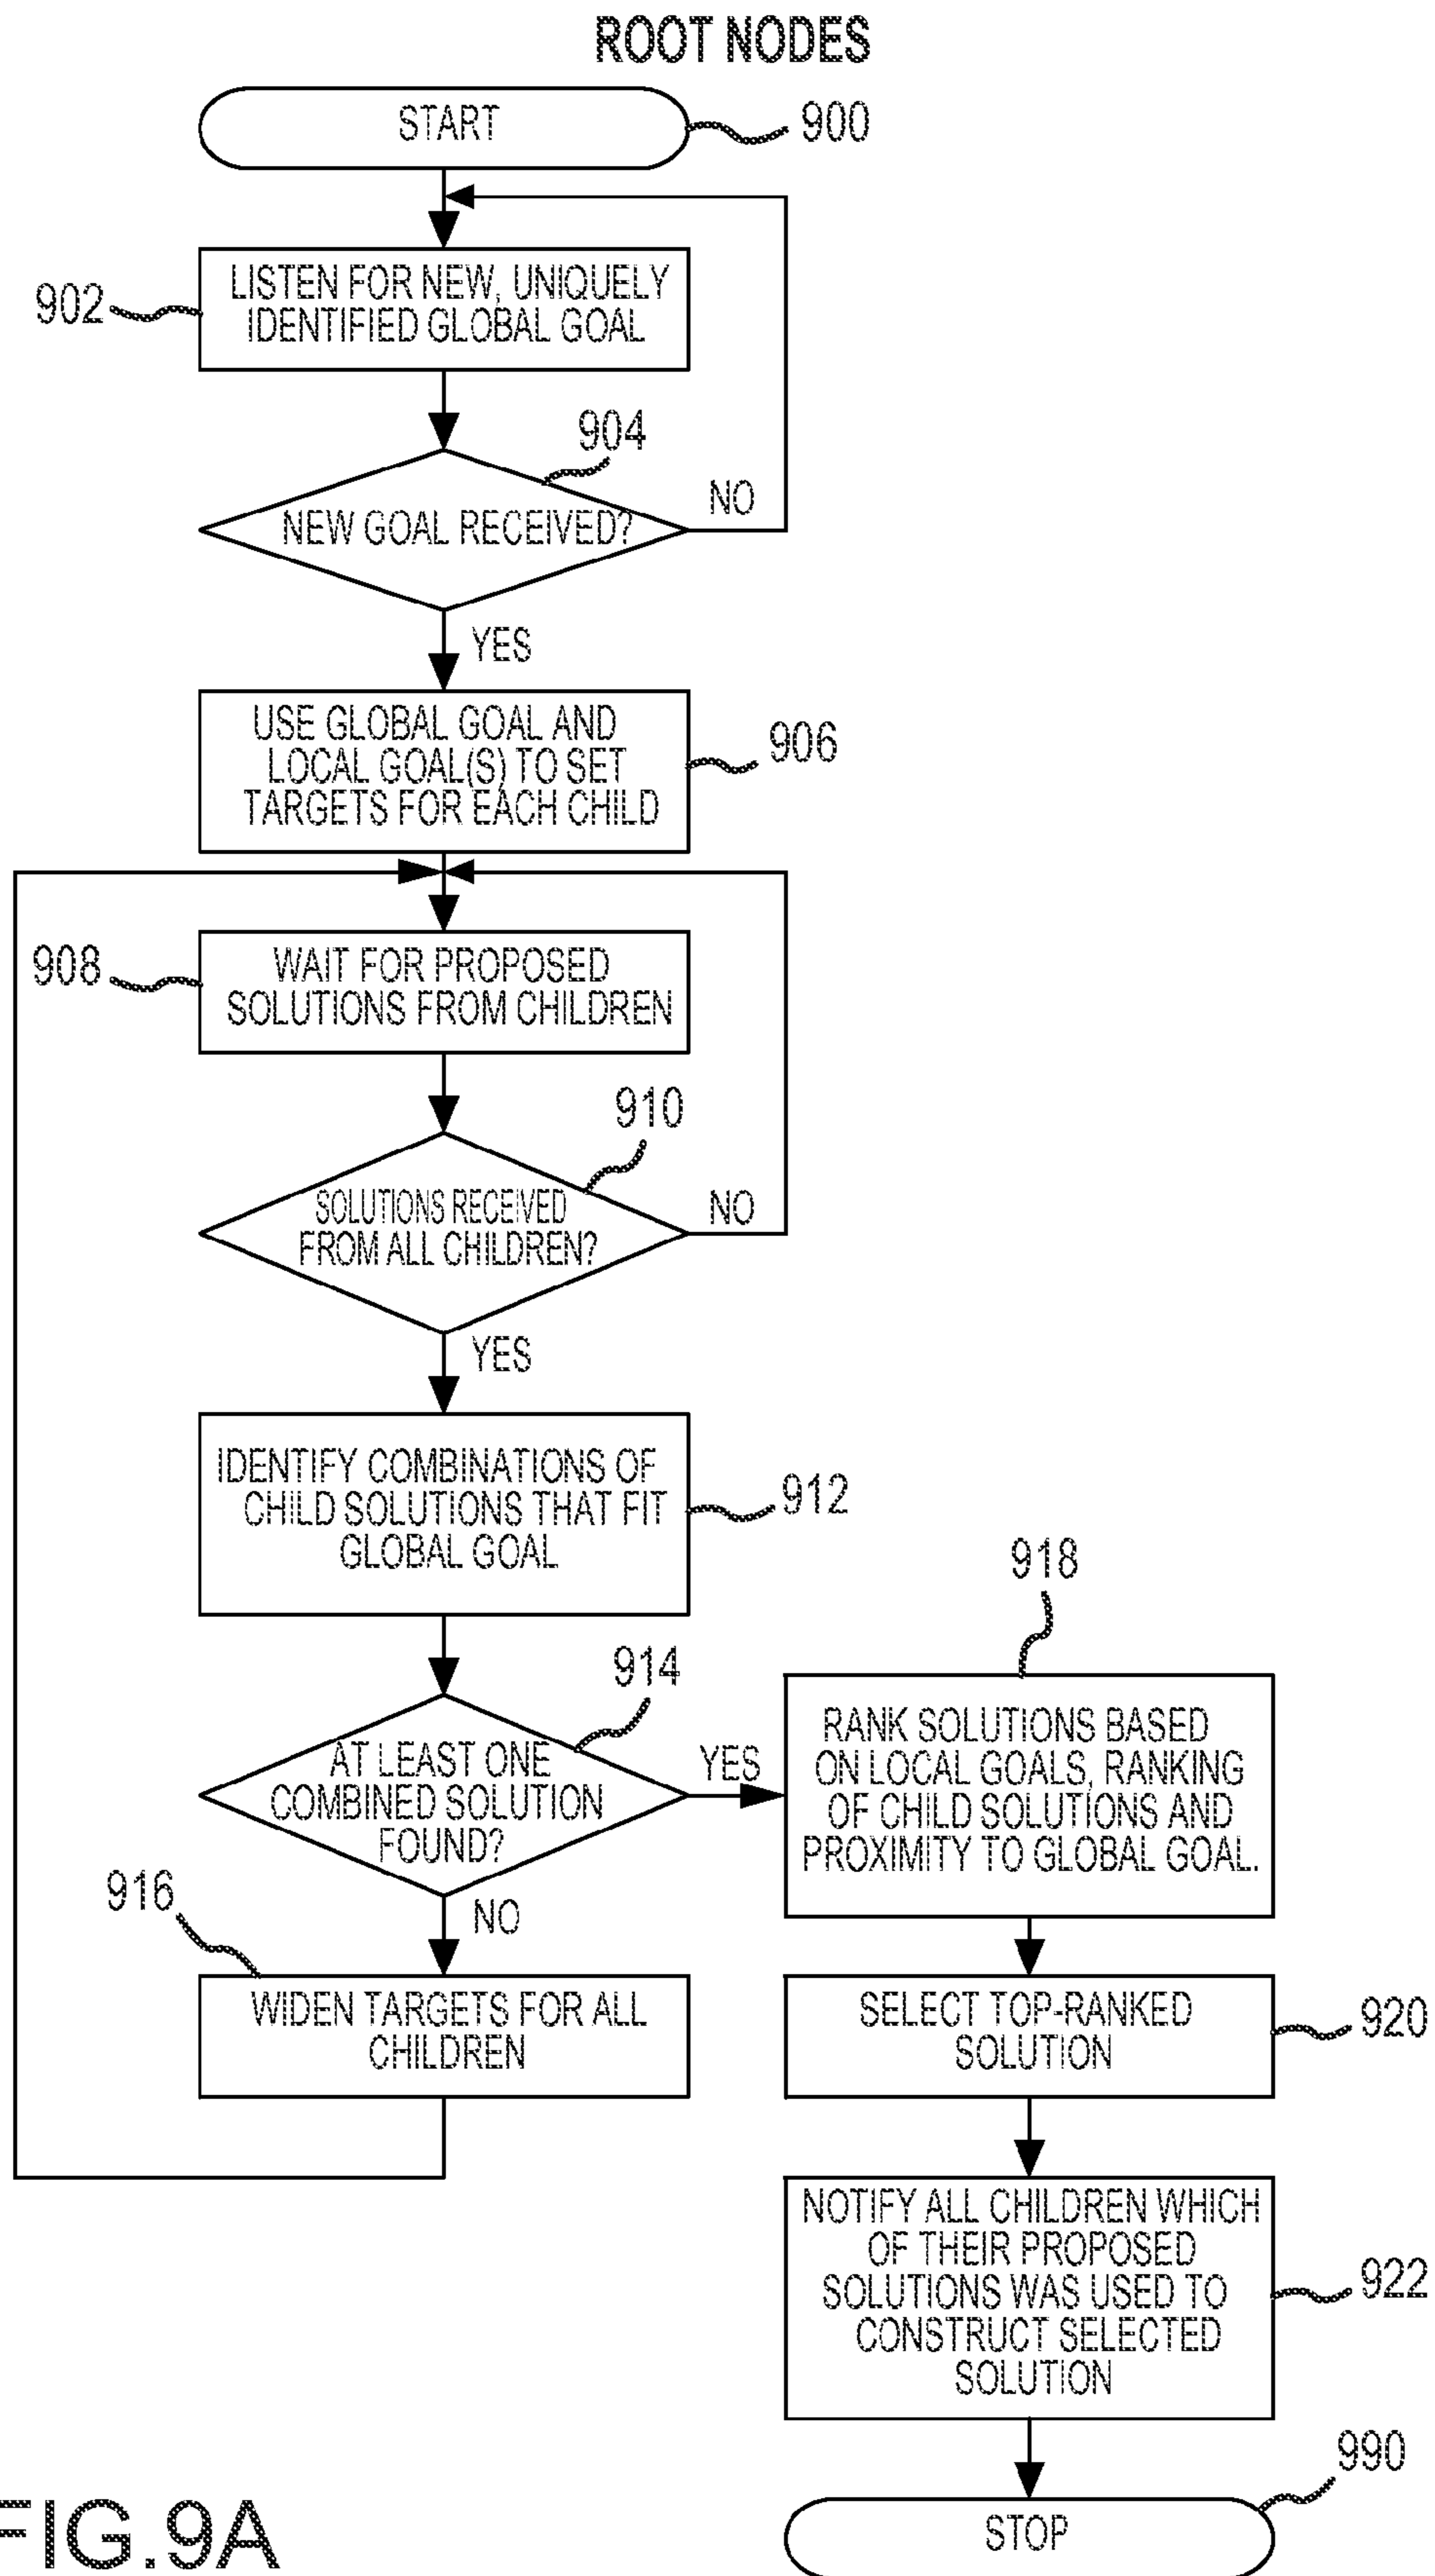 ROOT NODES
START
900
902
LISTEN FOR NEW, UNIQUELY
IDENTIFIED GLOBAL GOAL
904
NEW GOAL RECEIVED?
NO
YES
USE GLOBAL GOAL AND
LOCAL GOAL(S) TO SET
TARGETS FOR EACH CHILD
906
908
WAIT FOR PROPOSED
SOLUTIONS FROM CHILDREN
910
SOLUTIONS RECEIVED
FROM ALL CHILDREN?
NO
YES
IDENTIFY COMBINATIONS OF
CHILD SOLUTIONS THAT FIT
GLOBAL GOAL
912
914
AT LEAST ONE
COMBINED SOLUTION
FOUND?
YES
NO
916
WIDEN TARGETS FOR ALL
CHILDREN
918
RANK SOLUTIONS BASED
ON LOCAL GOALS, RANKING
OF CHILD SOLUTIONS AND
PROXIMITY TO GLOBAL GOAL.
SELECT TOP-RANKED
SOLUTION
920
NOTIFY ALL CHILDREN WHICH
OF THEIR PROPOSED
SOLUTIONS WAS USED TO
CONSTRUCT SELECTED
SOLUTION
922
990
STOP
FIG.9A